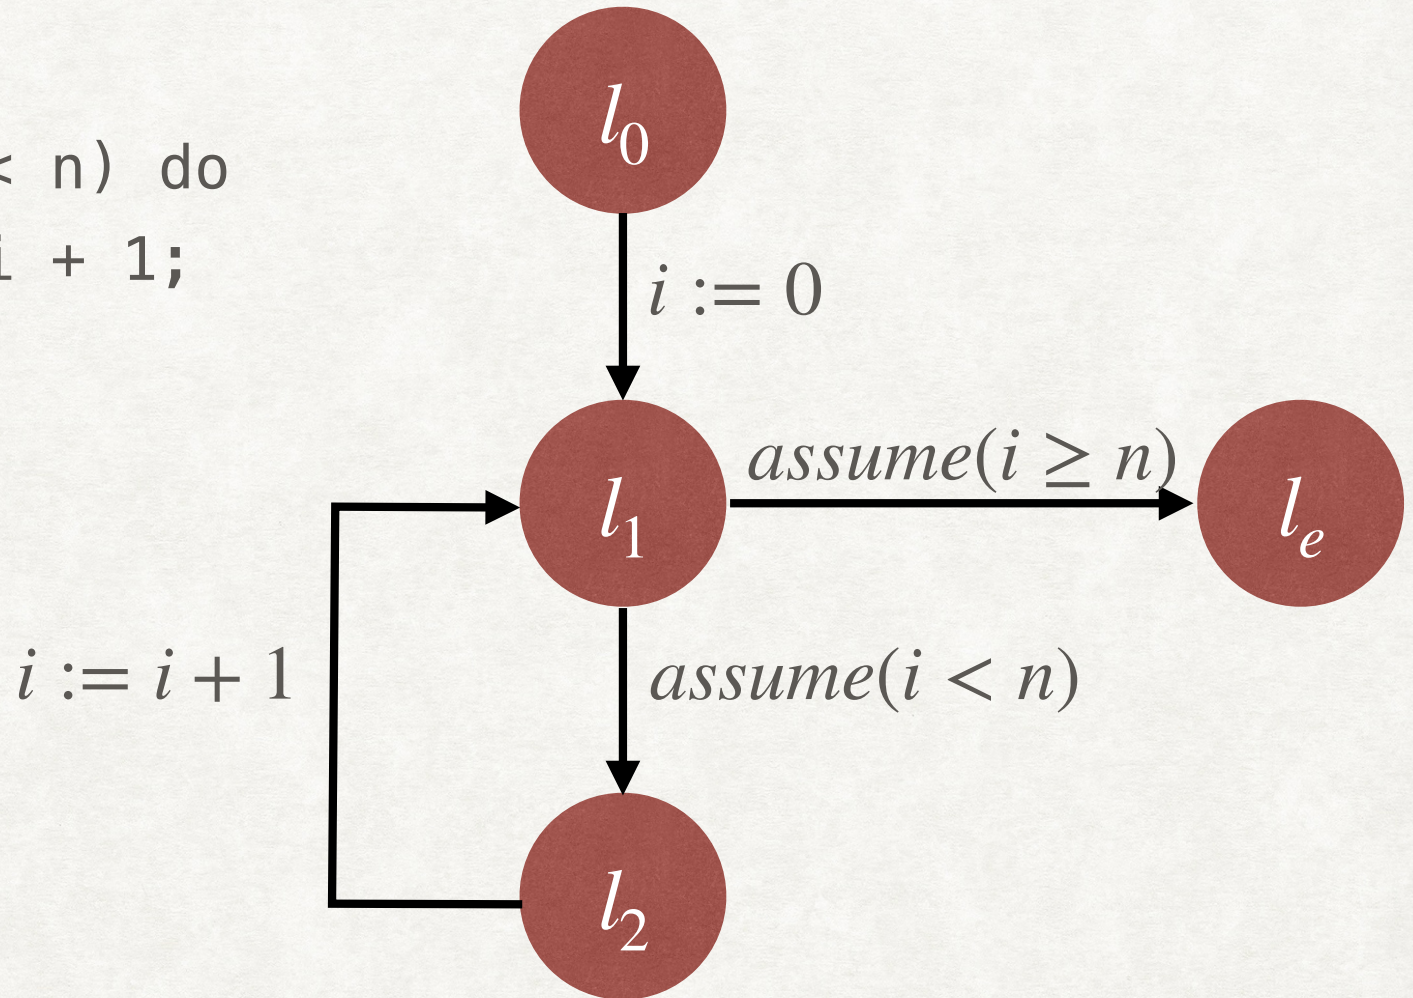 l₀
< n) do
i + 1;
i := 0
assume(i ≥ n)
l₁
lₑ
i := i + 1
assume(i < n)
l₂